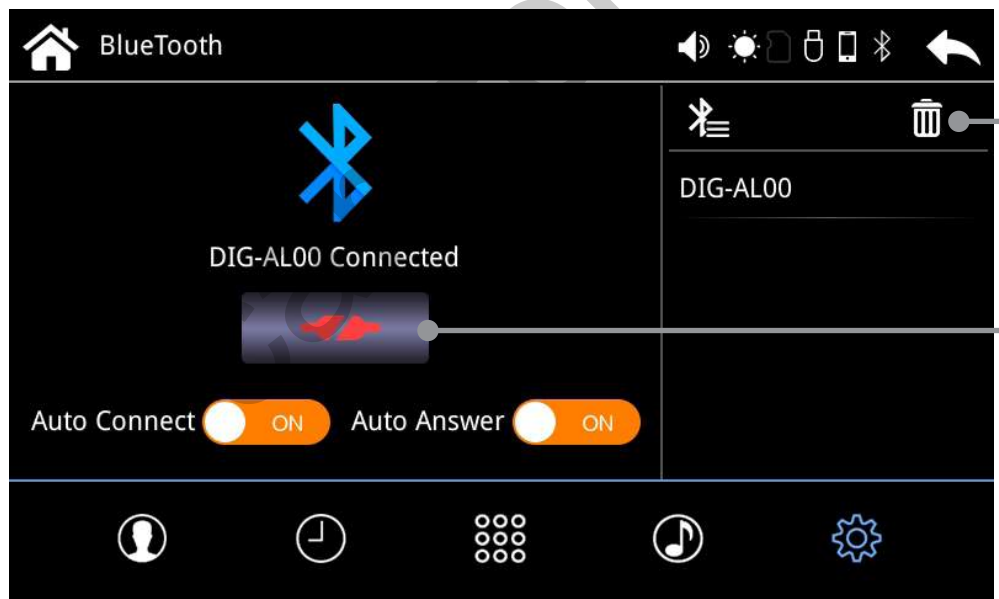 BlueTooth
DIG-AL00
DIG-AL00 Connected
Auto Connect ON Auto Answer ON